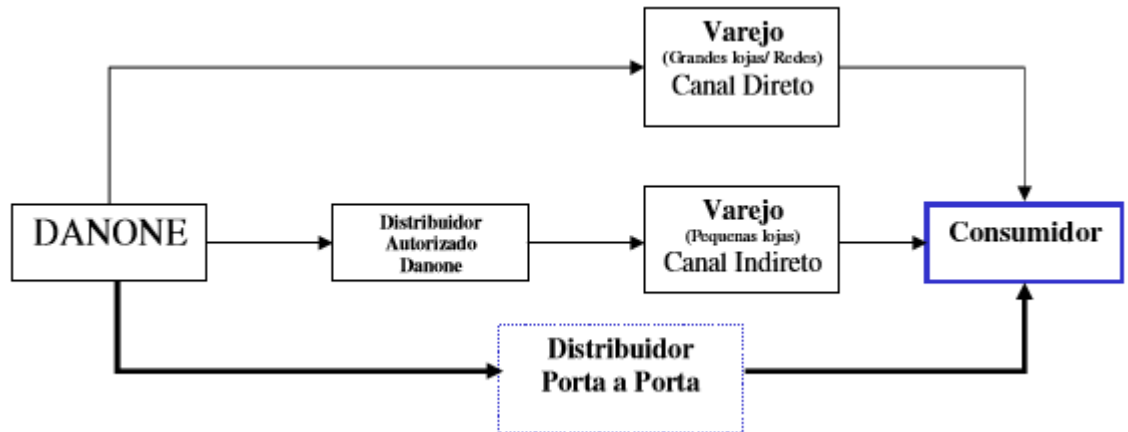 Varejo
(Grandes lojas/ Redes)
Canal Direto
DANONE
Distribuidor
Autorizado
Danone
Varejo
(Pequenas lojas)
Canal Indireto
Consumidor
Distribuidor
Porta a Porta